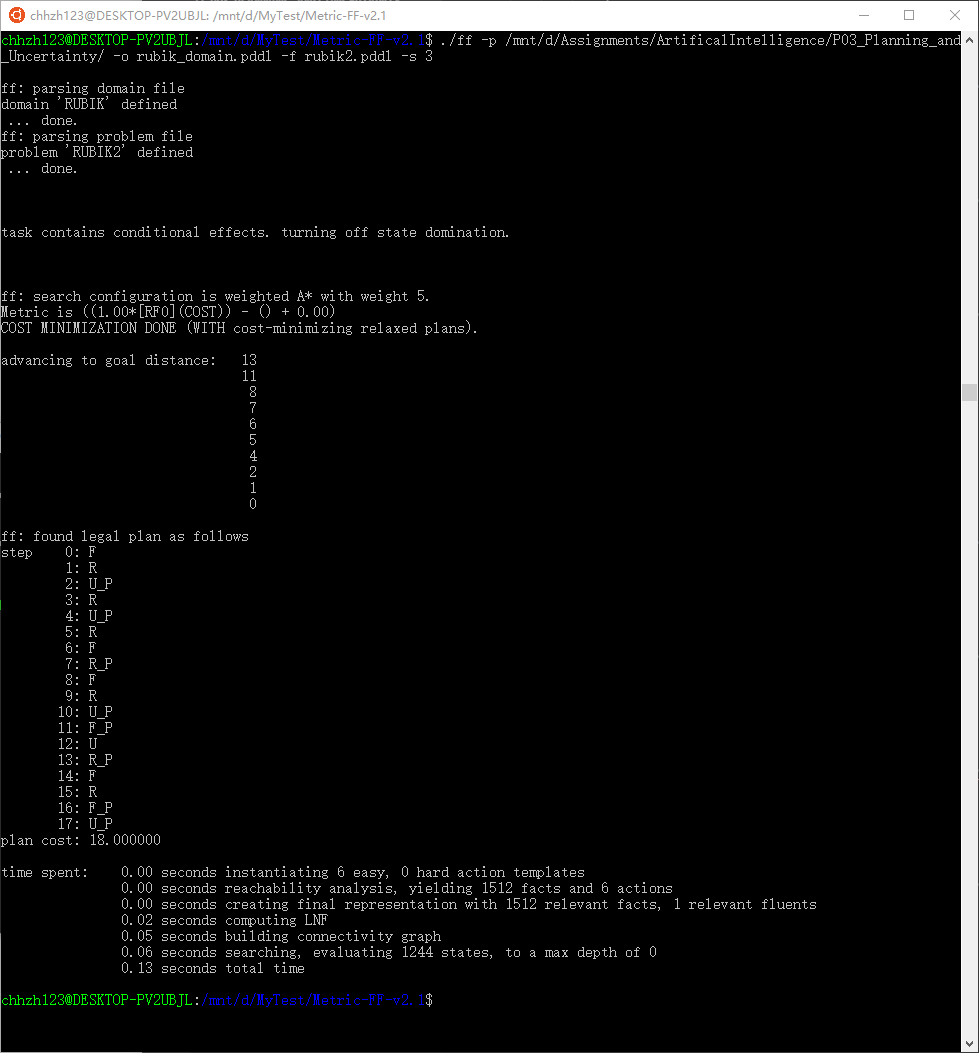 chhzh123@DESKTOP-PV2UBJL: /mnt/d/MyTest/Metric-FF-v2.1
chhzh123@DESKTOP-PV2UBJL:/mnt/d/MyTest/Metric-FF-v2.1$ ./ff -p /mnt/d/Assignments/ArtificalIntelligence/P03_Planning_and
_Uncertainty/ -o rubik_domain.pddl -f rubik2.pddl -s 3
ff: parsing domain file
domain 'RUBIK' defined
... done.
ff: parsing problem file
problem 'RUBIK2' defined
... done.
task contains conditional effects. turning off state domination.
ff: search configuration is weighted A* with weight 5.
Metric is ((1.00*[RF0](COST)) - () + 0.00)
COST MINIMIZATION DONE (WITH cost-minimizing relaxed plans).
advancing to goal distance: 13
11
8
7
6
5
4
2
1
0
ff: found legal plan as follows
step 0: F
1: R
2: U_P
3: R
4: U_P
5: R
6: F
7: R_P
8: F
9: R
10: U_P
11: F_P
12: U
13: R_P
14: F
15: R
16: F_P
17: U_P
plan cost: 18.000000
time spent: 0.00 seconds instantiating 6 easy, 0 hard action templates
0.00 seconds reachability analysis, yielding 1512 facts and 6 actions
0.00 seconds creating final representation with 1512 relevant facts, 1 relevant fluents
0.02 seconds computing LNF
0.05 seconds building connectivity graph
0.06 seconds searching, evaluating 1244 states, to a max depth of 0
0.13 seconds total time
chhzh123@DESKTOP-PV2UBJL:/mnt/d/MyTest/Metric-FF-v2.1$